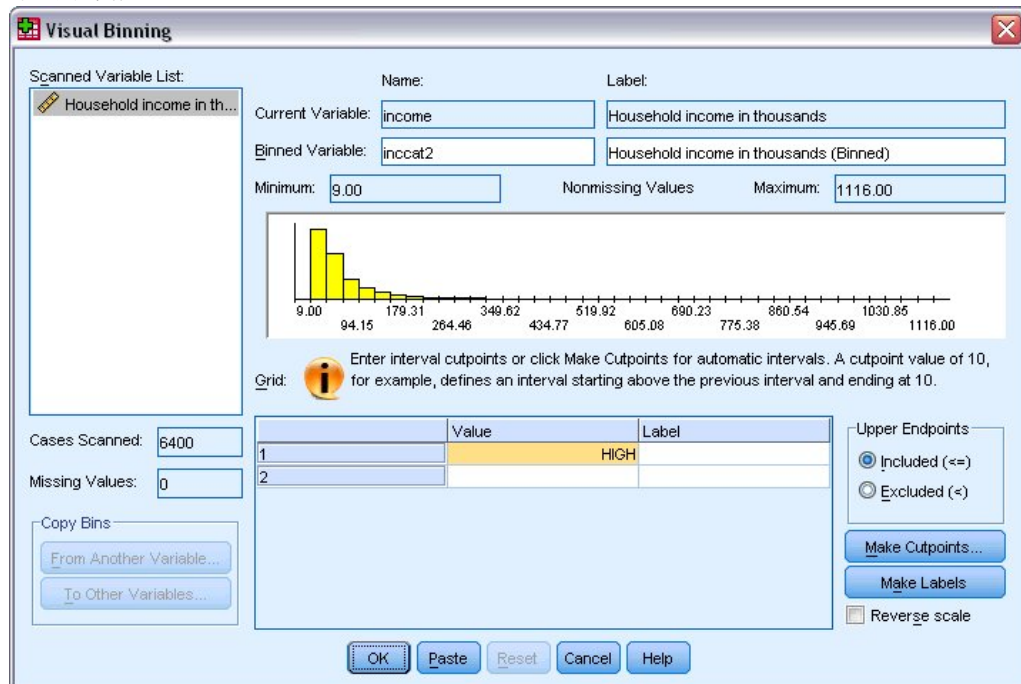 Visual Binning
Scanned Variable List:
Household income in th...
Name:
Label:
Current Variable:
income
Household income in thousands
Binned Variable:
inccat2
Household income in thousands (Binned)
Minimum:
9.00
Nonmissing Values
Maximum:
1116.00
9.00 179.31 349.62 519.92 690.23 860.54 1030.85
94.15 264.46 434.77 605.08 775.38 945.69 1116.00
Grid:
Enter interval cutpoints or click Make Cutpoints for automatic intervals. A cutpoint value of 10,
for example, defines an interval starting above the previous interval and ending at 10.
Cases Scanned:
6400
Missing Values:
0
Copy Bins
From Another Variable...
To Other Variables...
Value Label
1 HIGH
2
Upper Endpoints
Included (<=)
Excluded (<)
Make Cutpoints...
Make Labels
Reverse scale
OK Paste Reset Cancel Help